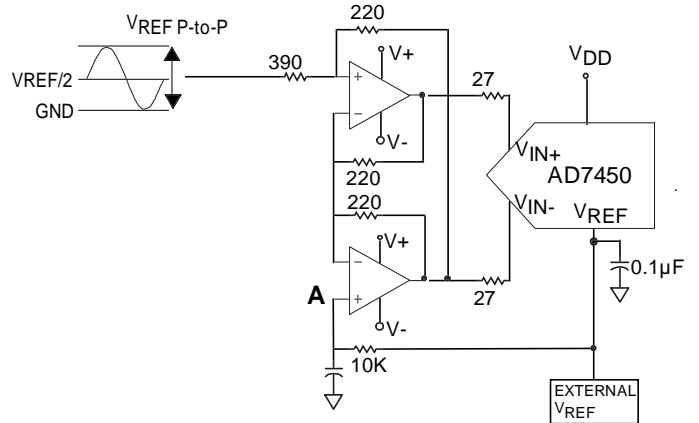 VREF P-to-P
VREF/2
GND
390
220
V+
V-
220
220
V+
V-
A
10K
27
27
VDD
VIN+
AD7450
VIN-
VREF
0.1µF
EXTERNAL
VREF